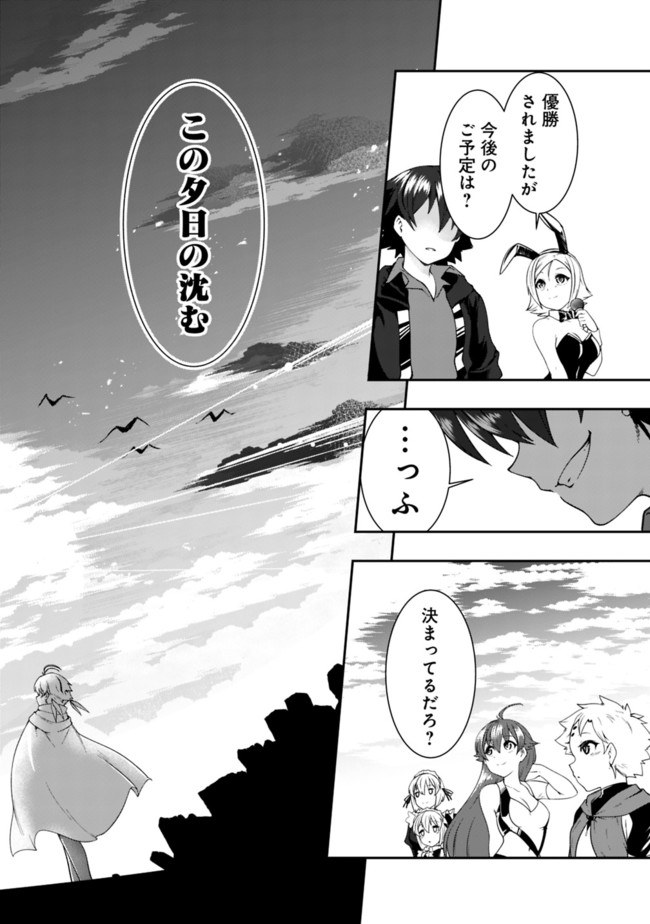 優勝
されましたが
今後の
ご予定は？
…っふ
決まってるだろ？
この夕日の沈む